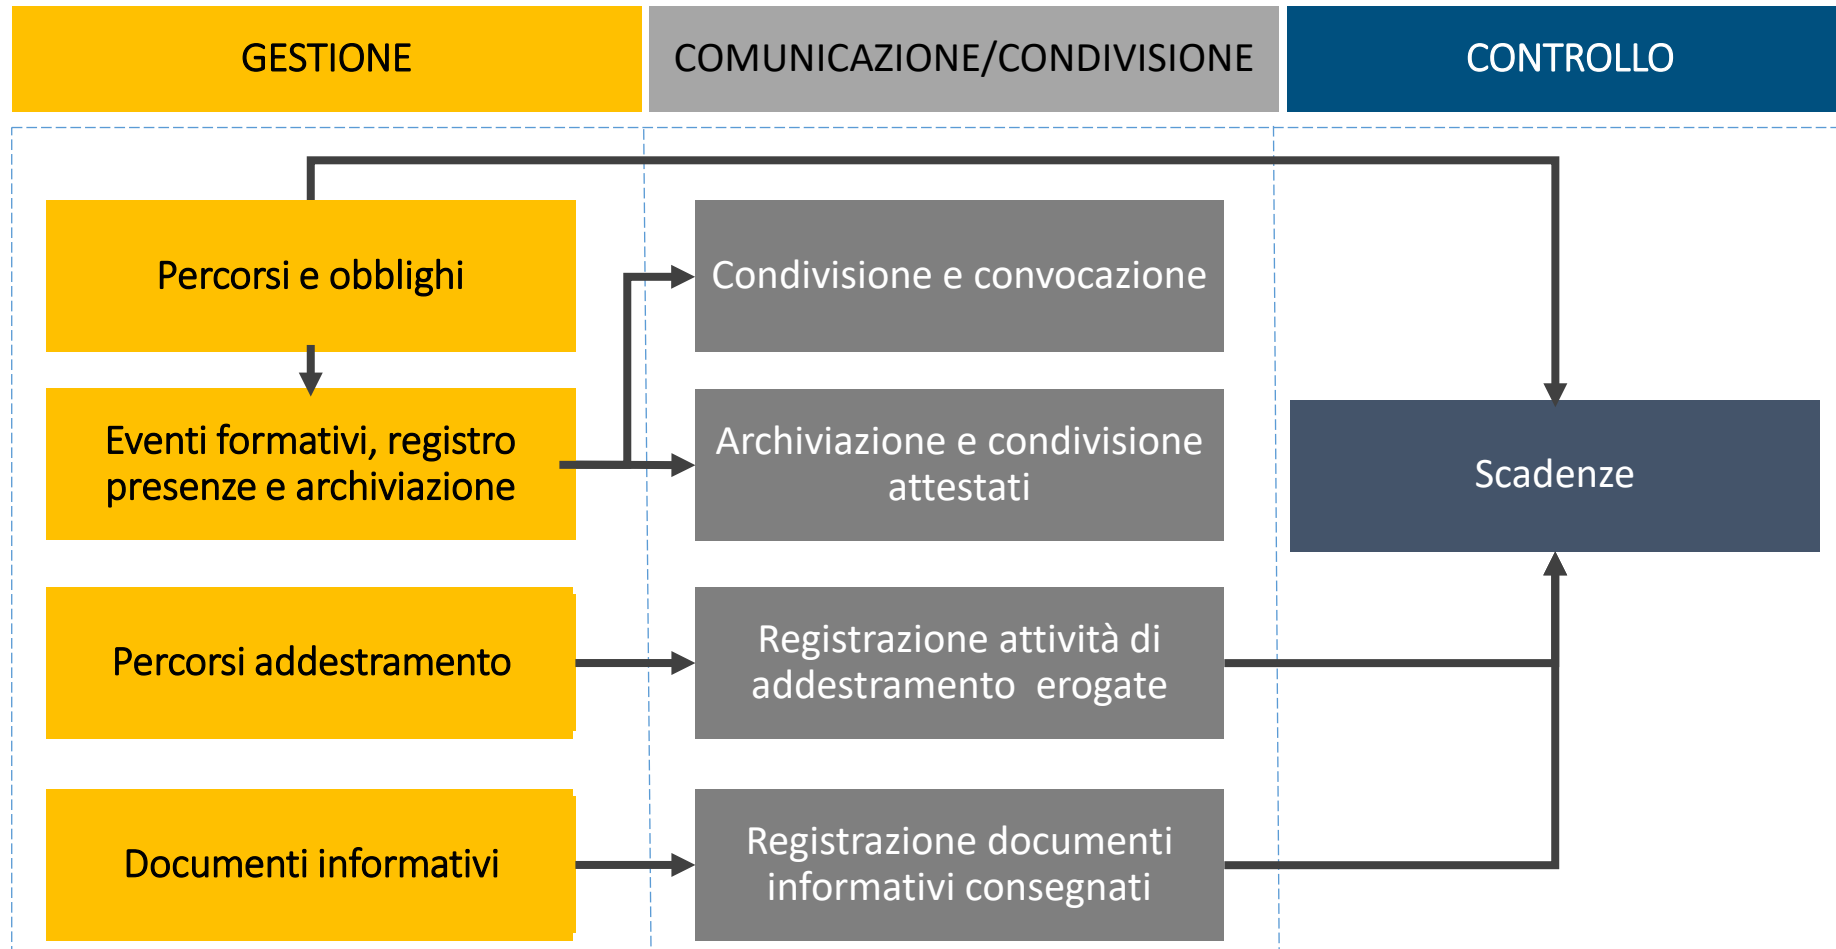 GESTIONE
COMUNICAZIONE/CONDIVISIONE
CONTROLLO
Percorsi e obblighi
Condivisione e convocazione
Eventi formativi, registro
presenze e archiviazione
Archiviazione e condivisione
attestati
Scadenze
Percorsi addestramento
Registrazione attività di
addestramento  erogate
Documenti informativi
Registrazione documenti
informativi consegnati